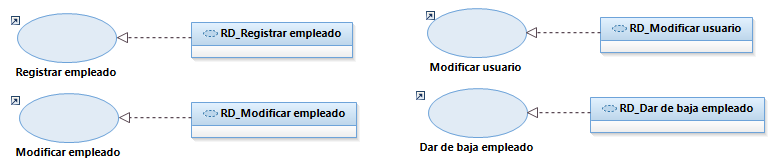 RD_Registrar empleado
Registrar empleado
RD_Modificar usuario
Modificar usuario
RD_Modificar empleado
Modificar empleado
RD_Dar de baja empleado
Dar de baja empleado